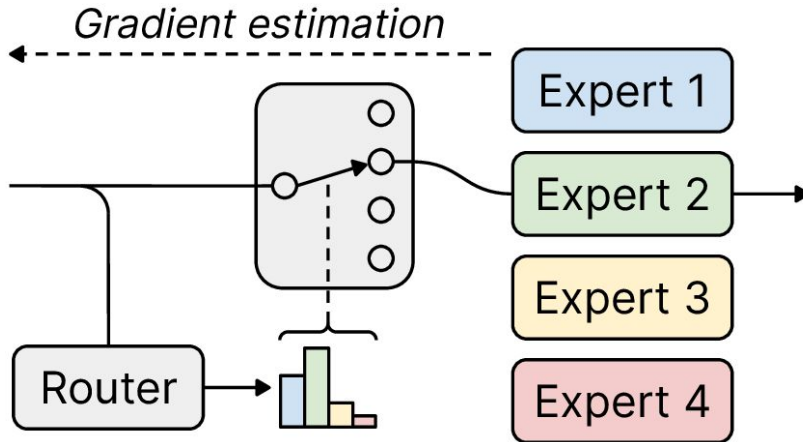 Gradient estimation
Expert 1
Expert 2
Expert 3
Router
Expert 4